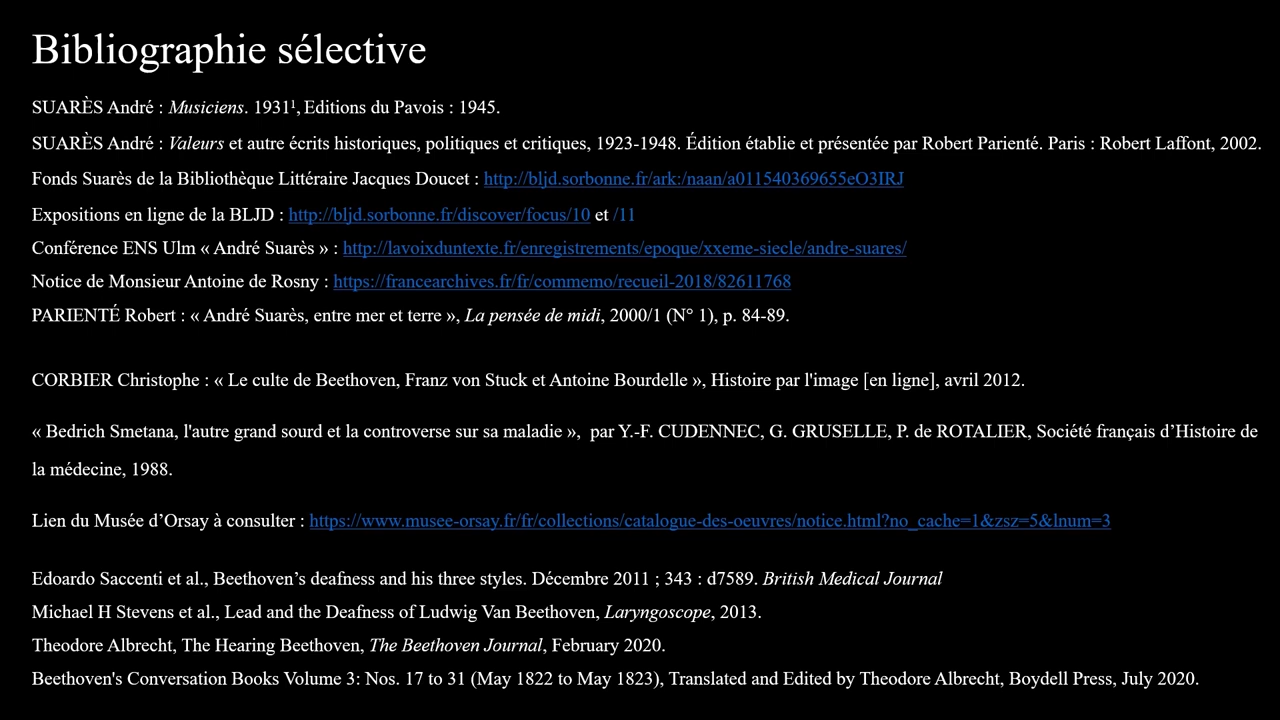 Bibliographie sélective
SUARÈS André : Musiciens. 1931¹, Editions du Pavois : 1945.
SUARÈS André : Valeurs et autre écrits historiques, politiques et critiques, 1923-1948. Édition établie et présentée par Robert Parienté. Paris : Robert Laffont, 2002.
Fonds Suarès de la Bibliothèque Littéraire Jacques Doucet : http://bljd.sorbonne.fr/ark:/naan/a011540369655eO3IRJ
Expositions en ligne de la BLJD : http://bljd.sorbonne.fr/discover/focus/10 et /11
Conférence ENS Ulm « André Suarès » : http://lavoixduntexte.fr/enregistrements/epoque/xxeme-siecle/andre-suares/
Notice de Monsieur Antoine de Rosny : https://francearchives.fr/fr/commemo/recueil-2018/82611768
PARIENTÉ Robert : « André Suarès, entre mer et terre », La pensée de midi, 2000/1 (N° 1), p. 84-89.
CORBIER Christophe : « Le culte de Beethoven, Franz von Stuck et Antoine Bourdelle », Histoire par l'image [en ligne], avril 2012.
« Bedrich Smetana, l'autre grand sourd et la controverse sur sa maladie », par Y.-F. CUDENNEC, G. GRUSELLE, P. de ROTALIER, Société français d’Histoire de
la médecine, 1988.
Lien du Musée d’Orsay à consulter : https://www.musee-orsay.fr/fr/collections/catalogue-des-oeuvres/notice.html?no_cache=1&zsz=5&lnum=3
Edoardo Saccenti et al., Beethoven’s deafness and his three styles. Décembre 2011 ; 343 : d7589. British Medical Journal
Michael H Stevens et al., Lead and the Deafness of Ludwig Van Beethoven, Laryngoscope, 2013.
Theodore Albrecht, The Hearing Beethoven, The Beethoven Journal, February 2020.
Beethoven's Conversation Books Volume 3: Nos. 17 to 31 (May 1822 to May 1823), Translated and Edited by Theodore Albrecht, Boydell Press, July 2020.